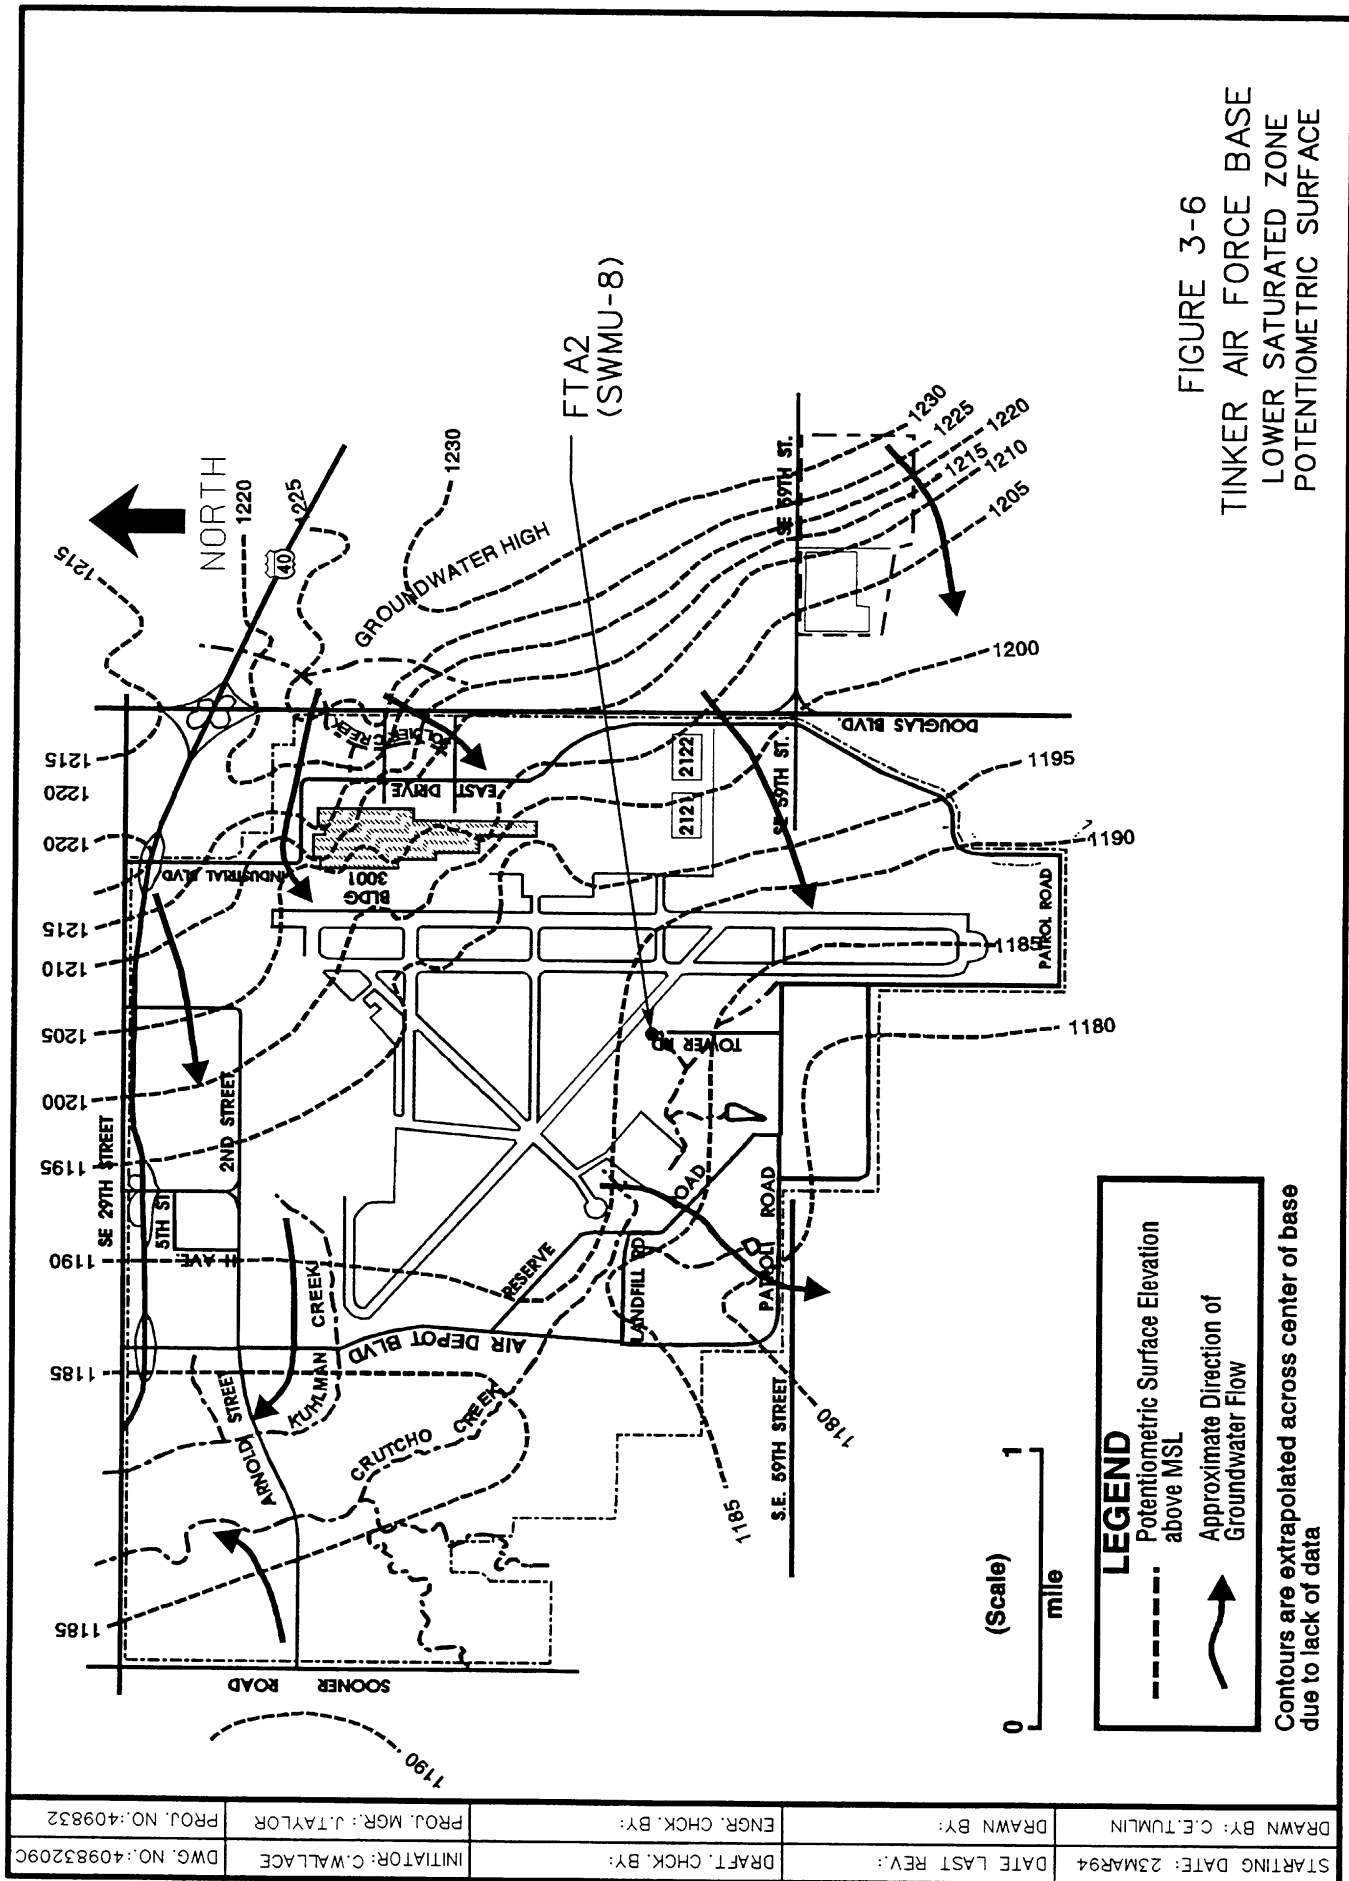 FIGURE 3-6
TINKER AIR FORCE BASE
LOWER SATURATED ZONE
POTENTIOMETRIC SURFACE
NORTH
FTA2
(SWMU-8)
GROUNDWATER HIGH
40
1215
1220
1225
1230
1230
1225
1220
1215
1210
1205
1200
1195
1190
1185
1180
1215
1220
1220
1215
1210
1205
1200
1195
1190
1185
1185
1190
1180
1185
SE 29TH STREET
2ND STREET
5TH ST
H AVE.
INDUSTRIAL BLVD
BLDG
3001
EAST DRIVE
SOLDIER CREEK
2122
2121
SE 59TH ST.
SE 59TH ST.
DOUGLAS BLVD.
PATROL ROAD
TOWER RD
RESERVE
ROAD
LANDFILL RD
PATROL ROAD
S.E. 59TH STREET
AIR DEPOT BLVD
KUHLMAN CREEK
CRUTCHO CREEK
ARNOLD STREET
SOONER ROAD
(Scale)
0 1
mile
LEGEND
Potentiometric Surface Elevation
above MSL
Approximate Direction of
Groundwater Flow
Contours are extrapolated across center of base
due to lack of data
STARTING DATE: 23MAR94
DATE LAST REV.:
DRAFT. CHCK. BY:
INITIATOR: C.WALLACE
DWG. NO.:40983209C
DRAWN BY: C.E.TUMLIN
DRAWN BY:
ENGR. CHCK. BY:
PROJ. MGR.: J.TAYLOR
PROJ. NO.:409832